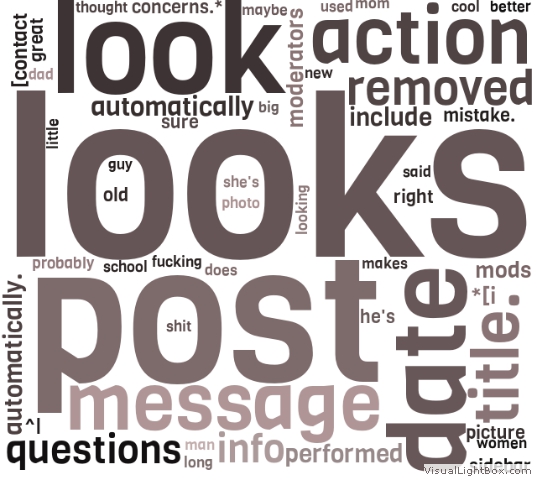 thought concerns.* maybe used mom cool better
[contact
great
dad
look
moderators
action
new
removed
automatically big
sure
include mistake.
little
looks
guy
old
she's
photo
looking
said
right
probably school fucking does
makes
mods
post
shit
he's
date
*[i
title.
automatically.
^|
message
picture
women
questions man long info performed
sidebar
VisualLightBox.com